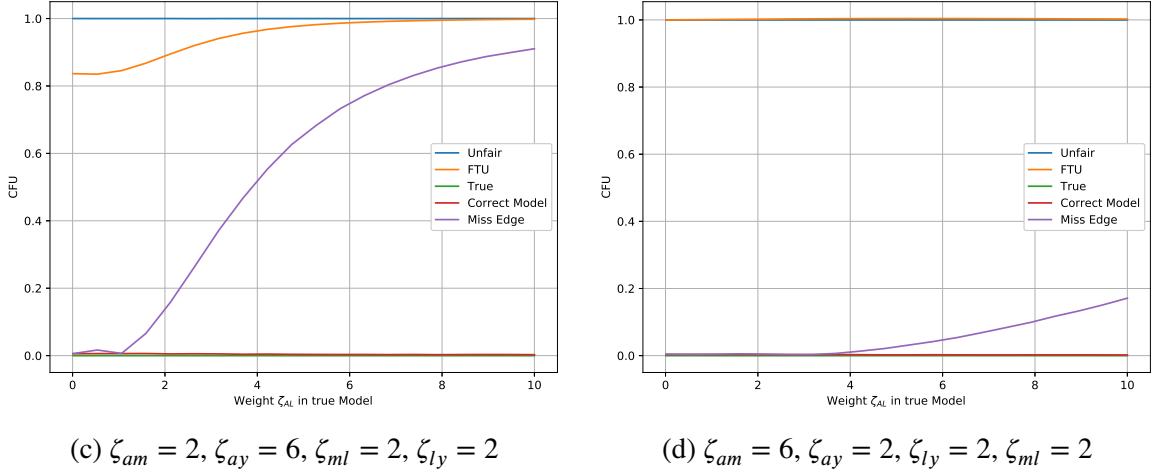 1.0
0.8
0.6
0.4
0.2
0.0
CFU
Unfair
FTU
True
Correct Model
Miss Edge
0 2 4 6 8 10
Weight ζ_AL in true Model
(c) ζ_am = 2, ζ_ay = 6, ζ_ml = 2, ζ_ly = 2
1.0
0.8
0.6
0.4
0.2
0.0
CFU
Unfair
FTU
True
Correct Model
Miss Edge
0 2 4 6 8 10
Weight ζ_AL in true Model
(d) ζ_am = 6, ζ_ay = 2, ζ_ly = 2, ζ_ml = 2